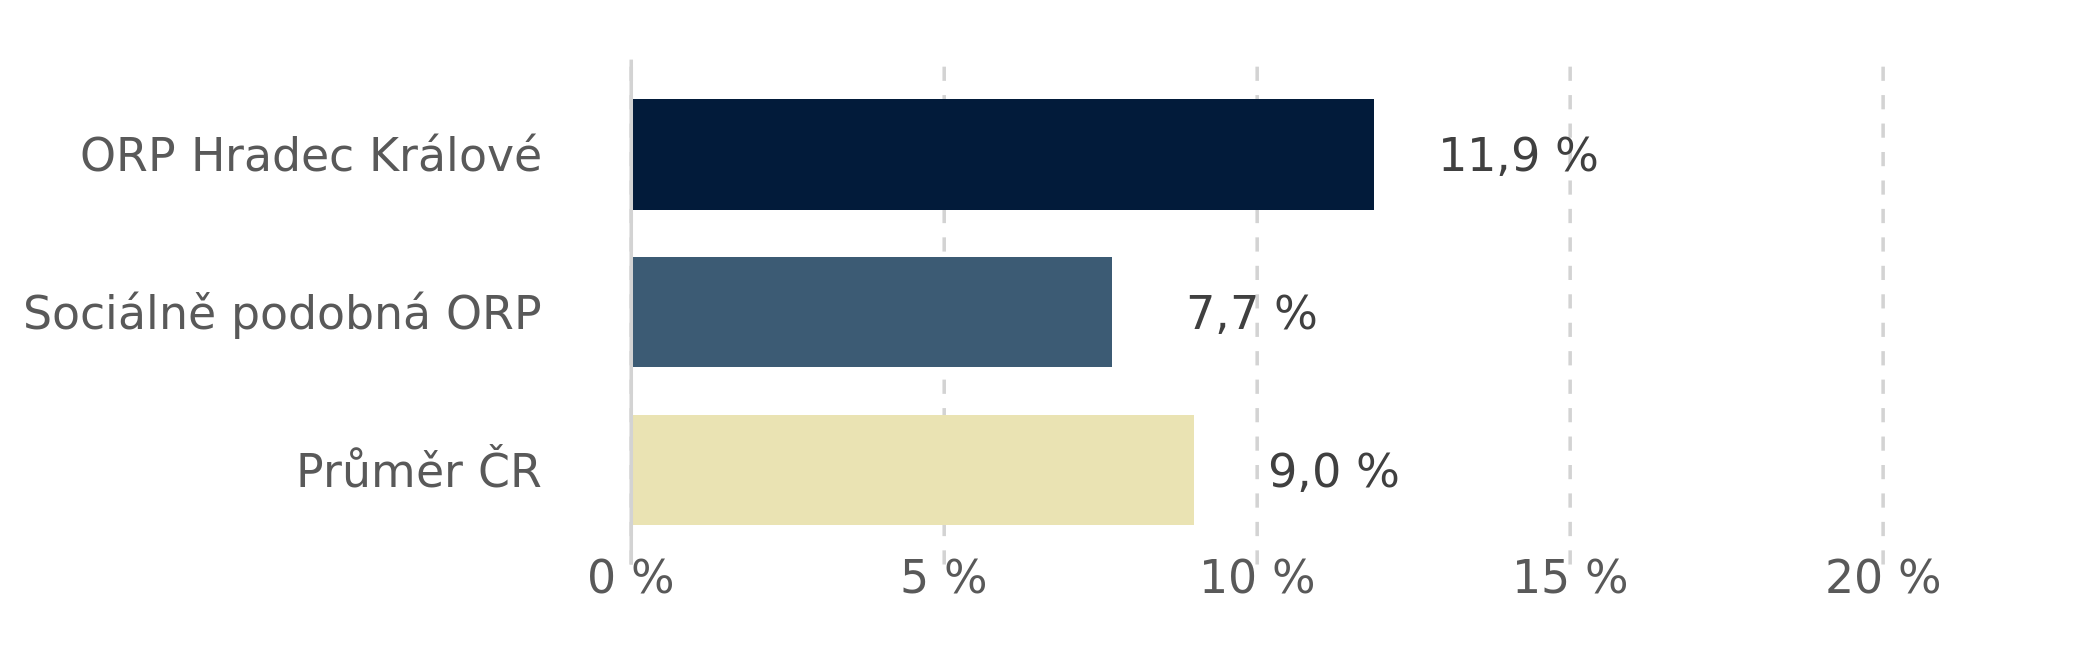 ORP Hradec Králové
11,9 %
Sociálně podobná ORP
7,7 %
Průměr ČR
9,0 %
0 %
5 %
10 %
15 %
20 %